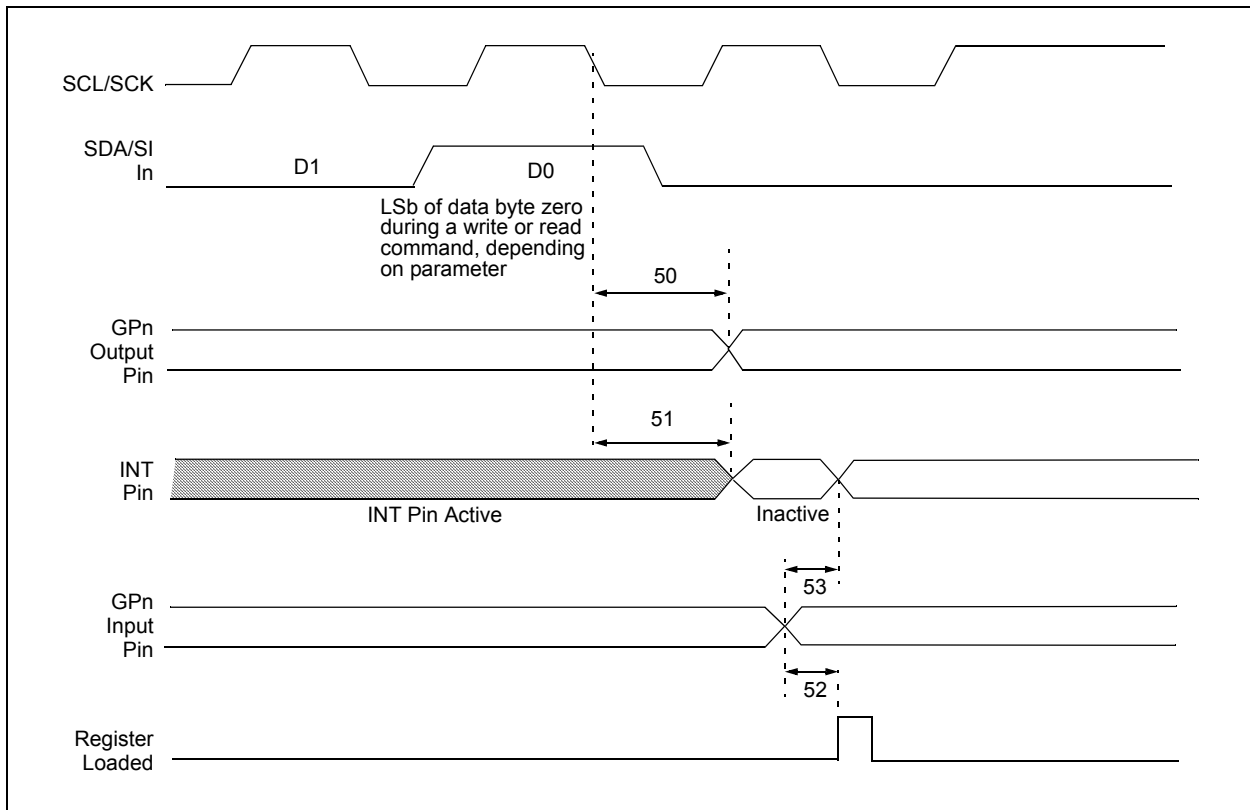 SCL/SCK
SDA/SI
In
D1
D0
LSb of data byte zero
during a write or read
command, depending
on parameter
50
GPn
Output
Pin
51
INT
Pin
INT Pin Active
Inactive
53
GPn
Input
Pin
52
Register
Loaded